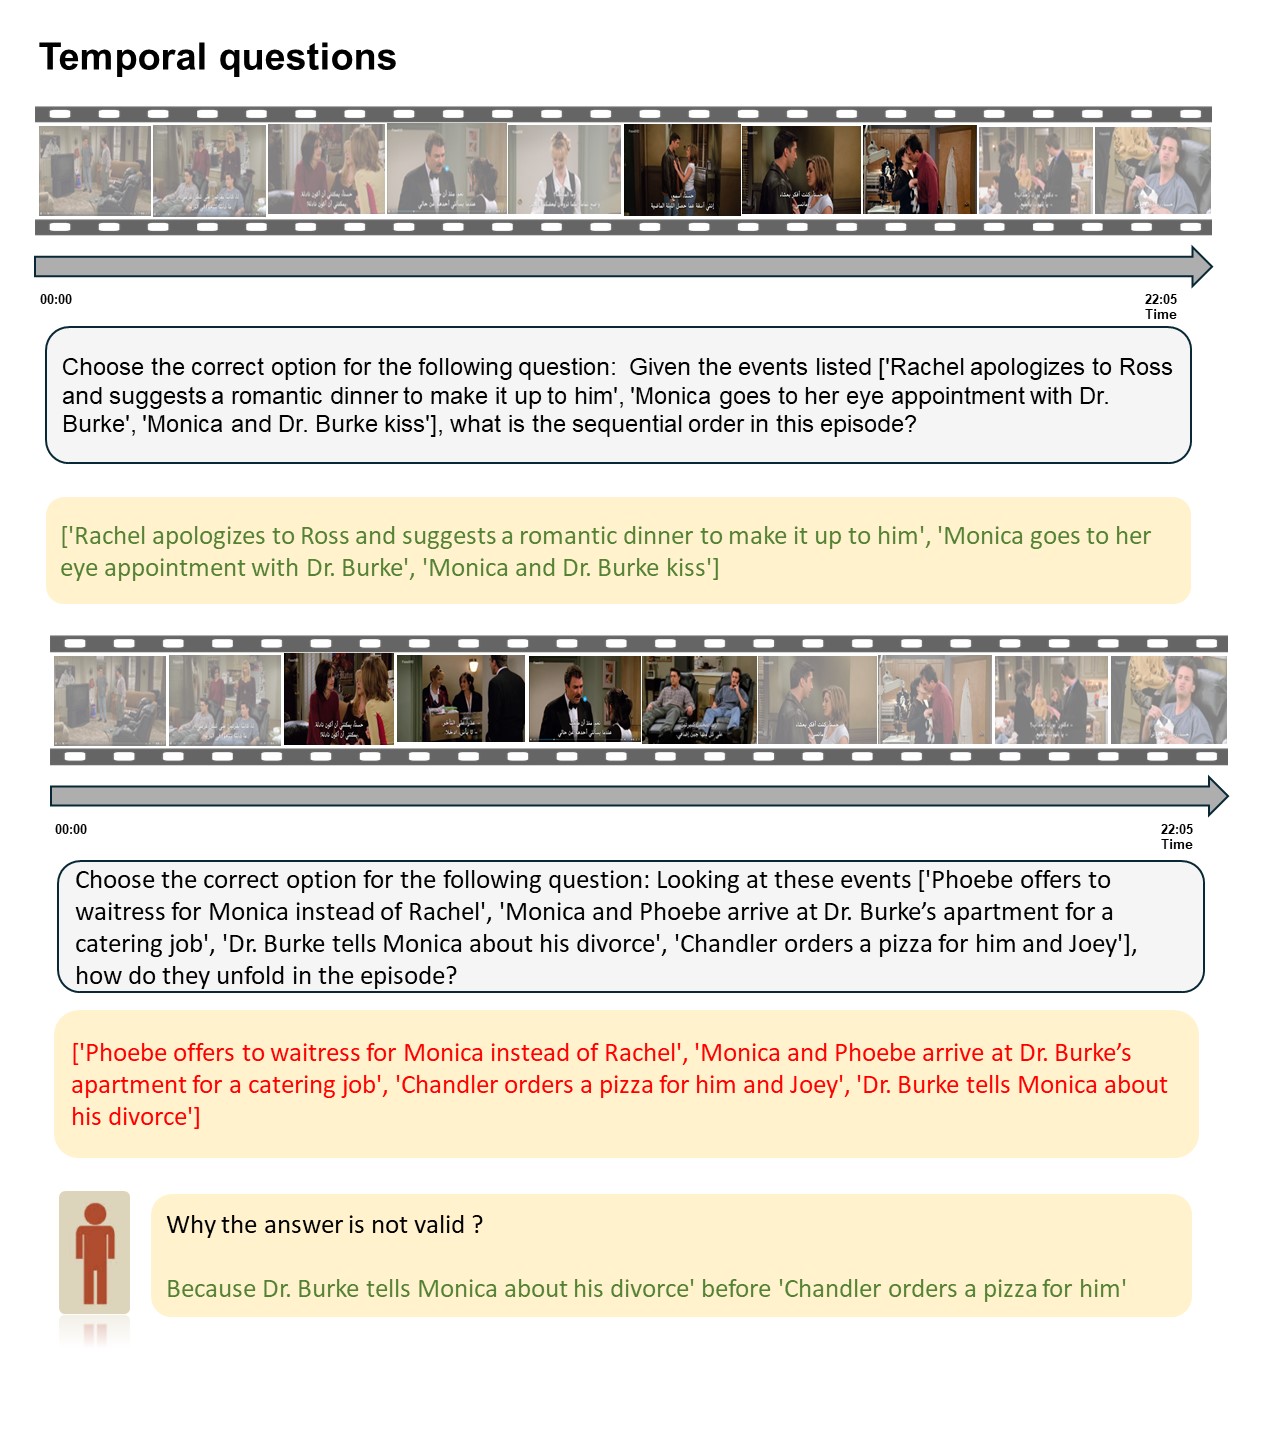 Temporal questions
00:00
22:05
Time
Choose the correct option for the following question:  Given the events listed ['Rachel apologizes to Ross
and suggests a romantic dinner to make it up to him', 'Monica goes to her eye appointment with Dr.
Burke', 'Monica and Dr. Burke kiss'], what is the sequential order in this episode?
['Rachel apologizes to Ross and suggests a romantic dinner to make it up to him', 'Monica goes to her
eye appointment with Dr. Burke', 'Monica and Dr. Burke kiss']
00:00
22:05
Time
Choose the correct option for the following question: Looking at these events ['Phoebe offers to
waitress for Monica instead of Rachel', 'Monica and Phoebe arrive at Dr. Burke’s apartment for a
catering job', 'Dr. Burke tells Monica about his divorce', 'Chandler orders a pizza for him and Joey'],
how do they unfold in the episode?
['Phoebe offers to waitress for Monica instead of Rachel', 'Monica and Phoebe arrive at Dr. Burke’s
apartment for a catering job', 'Chandler orders a pizza for him and Joey', 'Dr. Burke tells Monica about
his divorce']
Why the answer is not valid ?
Because Dr. Burke tells Monica about his divorce' before 'Chandler orders a pizza for him'